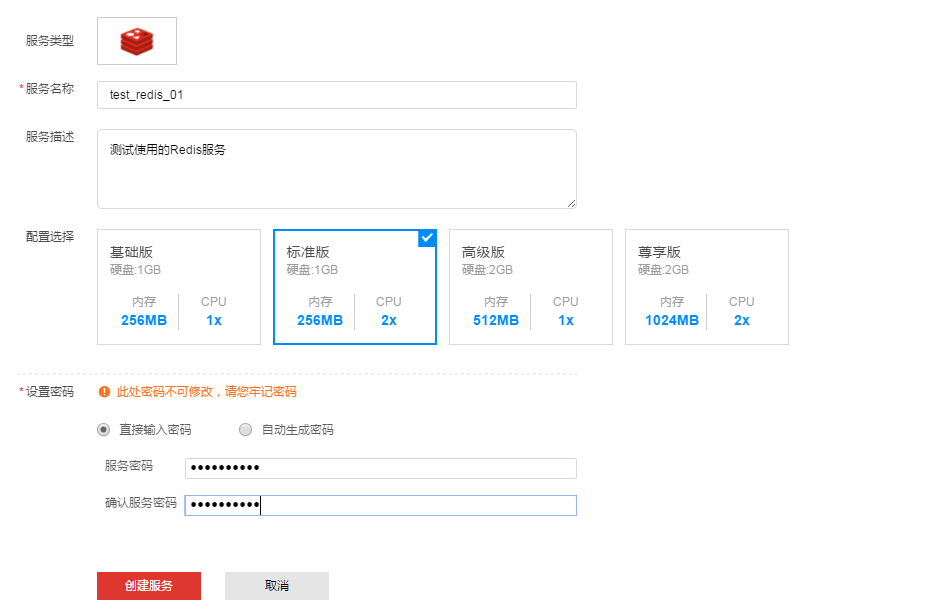 服务类型
*服务名称
test_redis_01
服务描述
测试使用的Redis服务
配置选择
基础版
硬盘:1GB
内存 CPU
256MB 1x
标准版
硬盘:1GB
内存 CPU
256MB 2x
高级版
硬盘:2GB
内存 CPU
512MB 1x
尊享版
硬盘:2GB
内存 CPU
1024MB 2x
*设置密码
此处密码不可修改，请您牢记密码
直接输入密码 自动生成密码
服务密码 ••••••••••
确认服务密码 ••••••••••
创建服务 取消